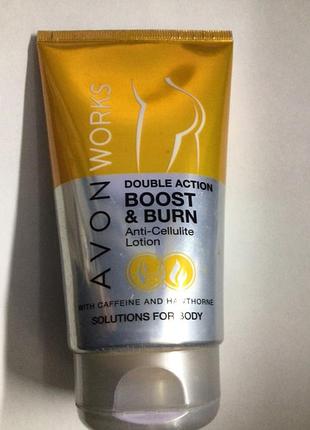 AVON WORKS
DOUBLE ACTION
BOOST
& BURN
Anti-Cellulite
Lotion
WITH CAFFEINE AND HAWTHORNE
SOLUTIONS FOR BODY